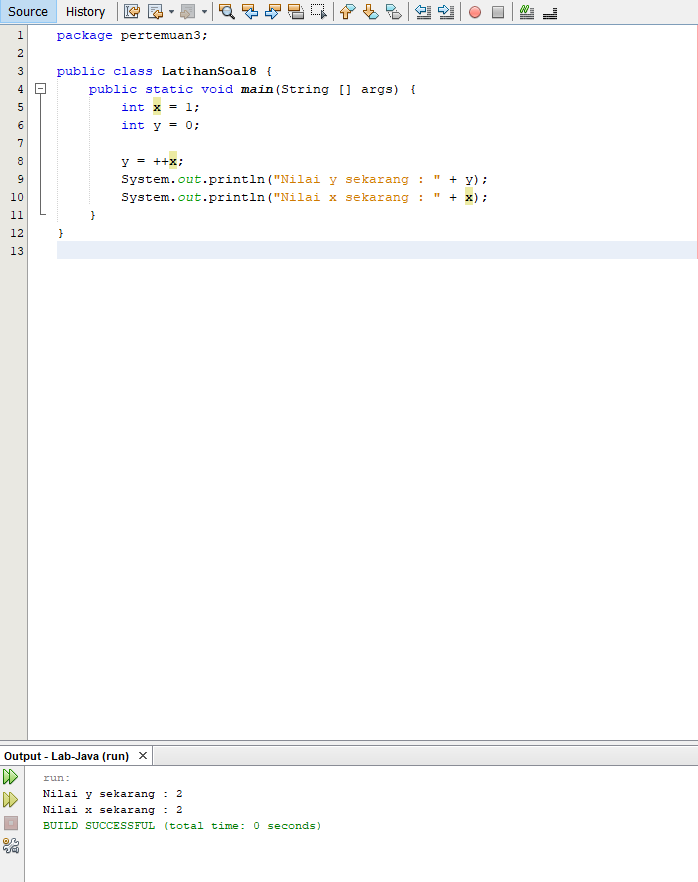 Source History
1 package pertemuan3;
2
3 public class LatihanSoal8 {
4 public static void main(String [] args) {
5 int x = 1;
6 int y = 0;
7
8 y = ++x;
9 System.out.println("Nilai y sekarang : " + y);
10 System.out.println("Nilai x sekarang : " + x);
11 }
12 }
13
Output - Lab-Java (run) ×
run:
Nilai y sekarang : 2
Nilai x sekarang : 2
BUILD SUCCESSFUL (total time: 0 seconds)